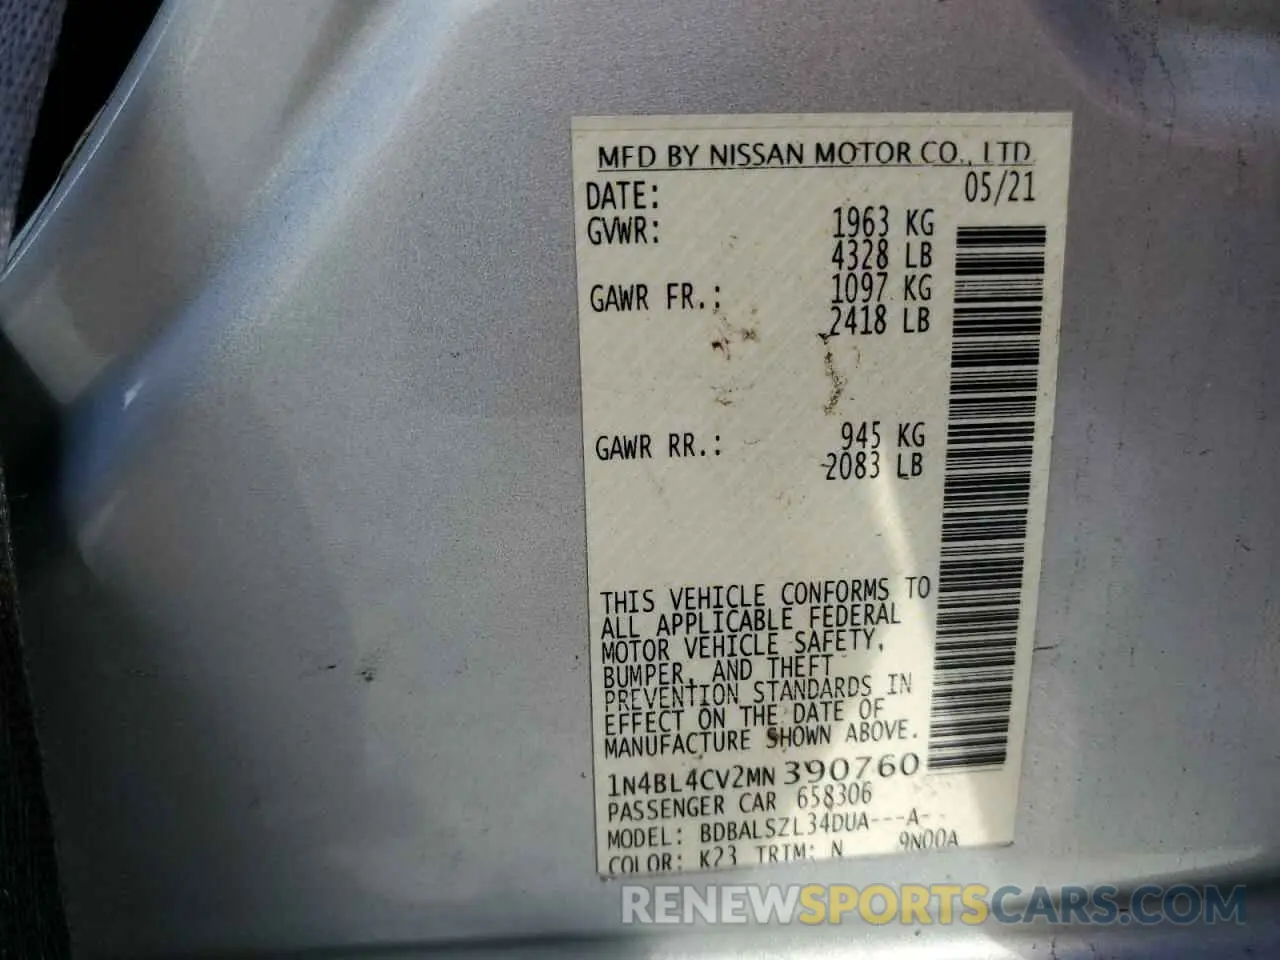 MFD BY NISSAN MOTOR CO., LTD
DATE: 05/21
GVWR: 1963 KG
4328 LB
GAWR FR.: 1097 KG
2418 LB
GAWR RR.: 945 KG
2083 LB
THIS VEHICLE CONFORMS TO
ALL APPLICABLE FEDERAL
MOTOR VEHICLE SAFETY,
BUMPER, AND THEFT
PREVENTION STANDARDS IN
EFFECT ON THE DATE OF
MANUFACTURE SHOWN ABOVE.
1N4BL4CV2MN390760
PASSENGER CAR 658306
MODEL: BDBALSZL34DUA---A-
COLOR: K23 TRIM: N 9N00A
RENEWSPORTSCARS.COM